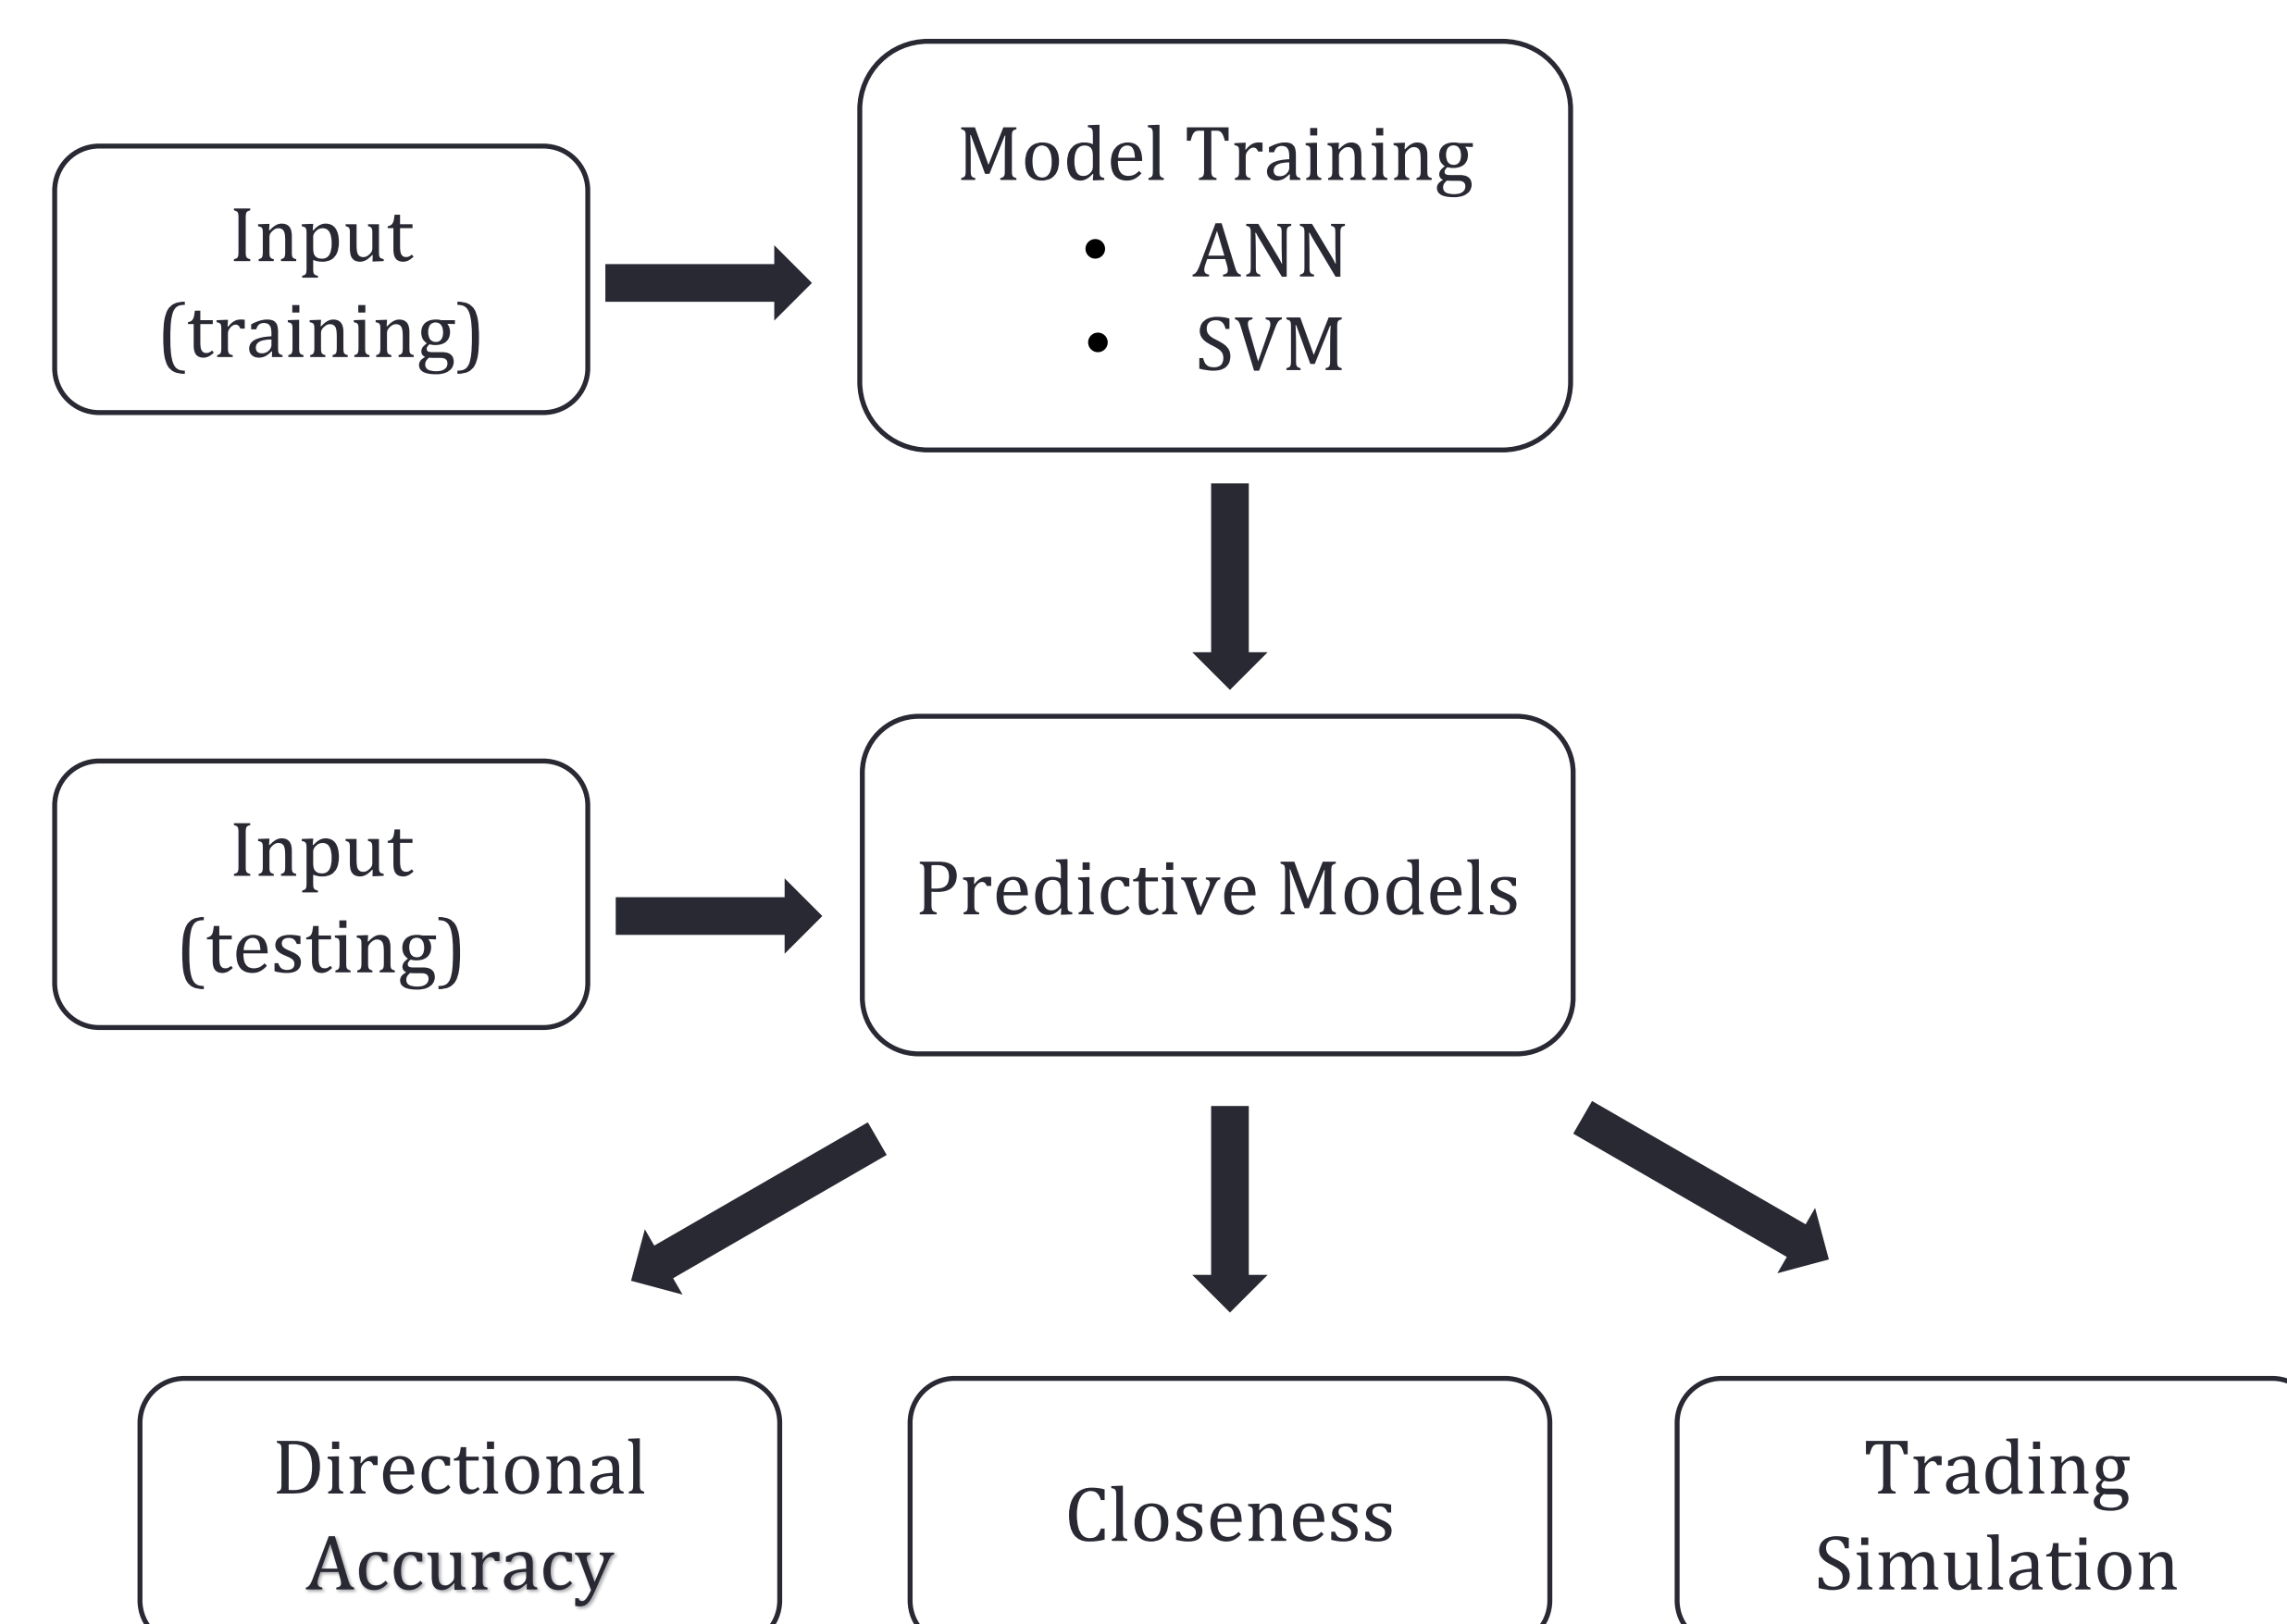 Input
(training)
Model Training
• ANN
• SVM
Input
(testing)
Predictive Models
Directional
Accuracy
Closeness
Trading
Simulation